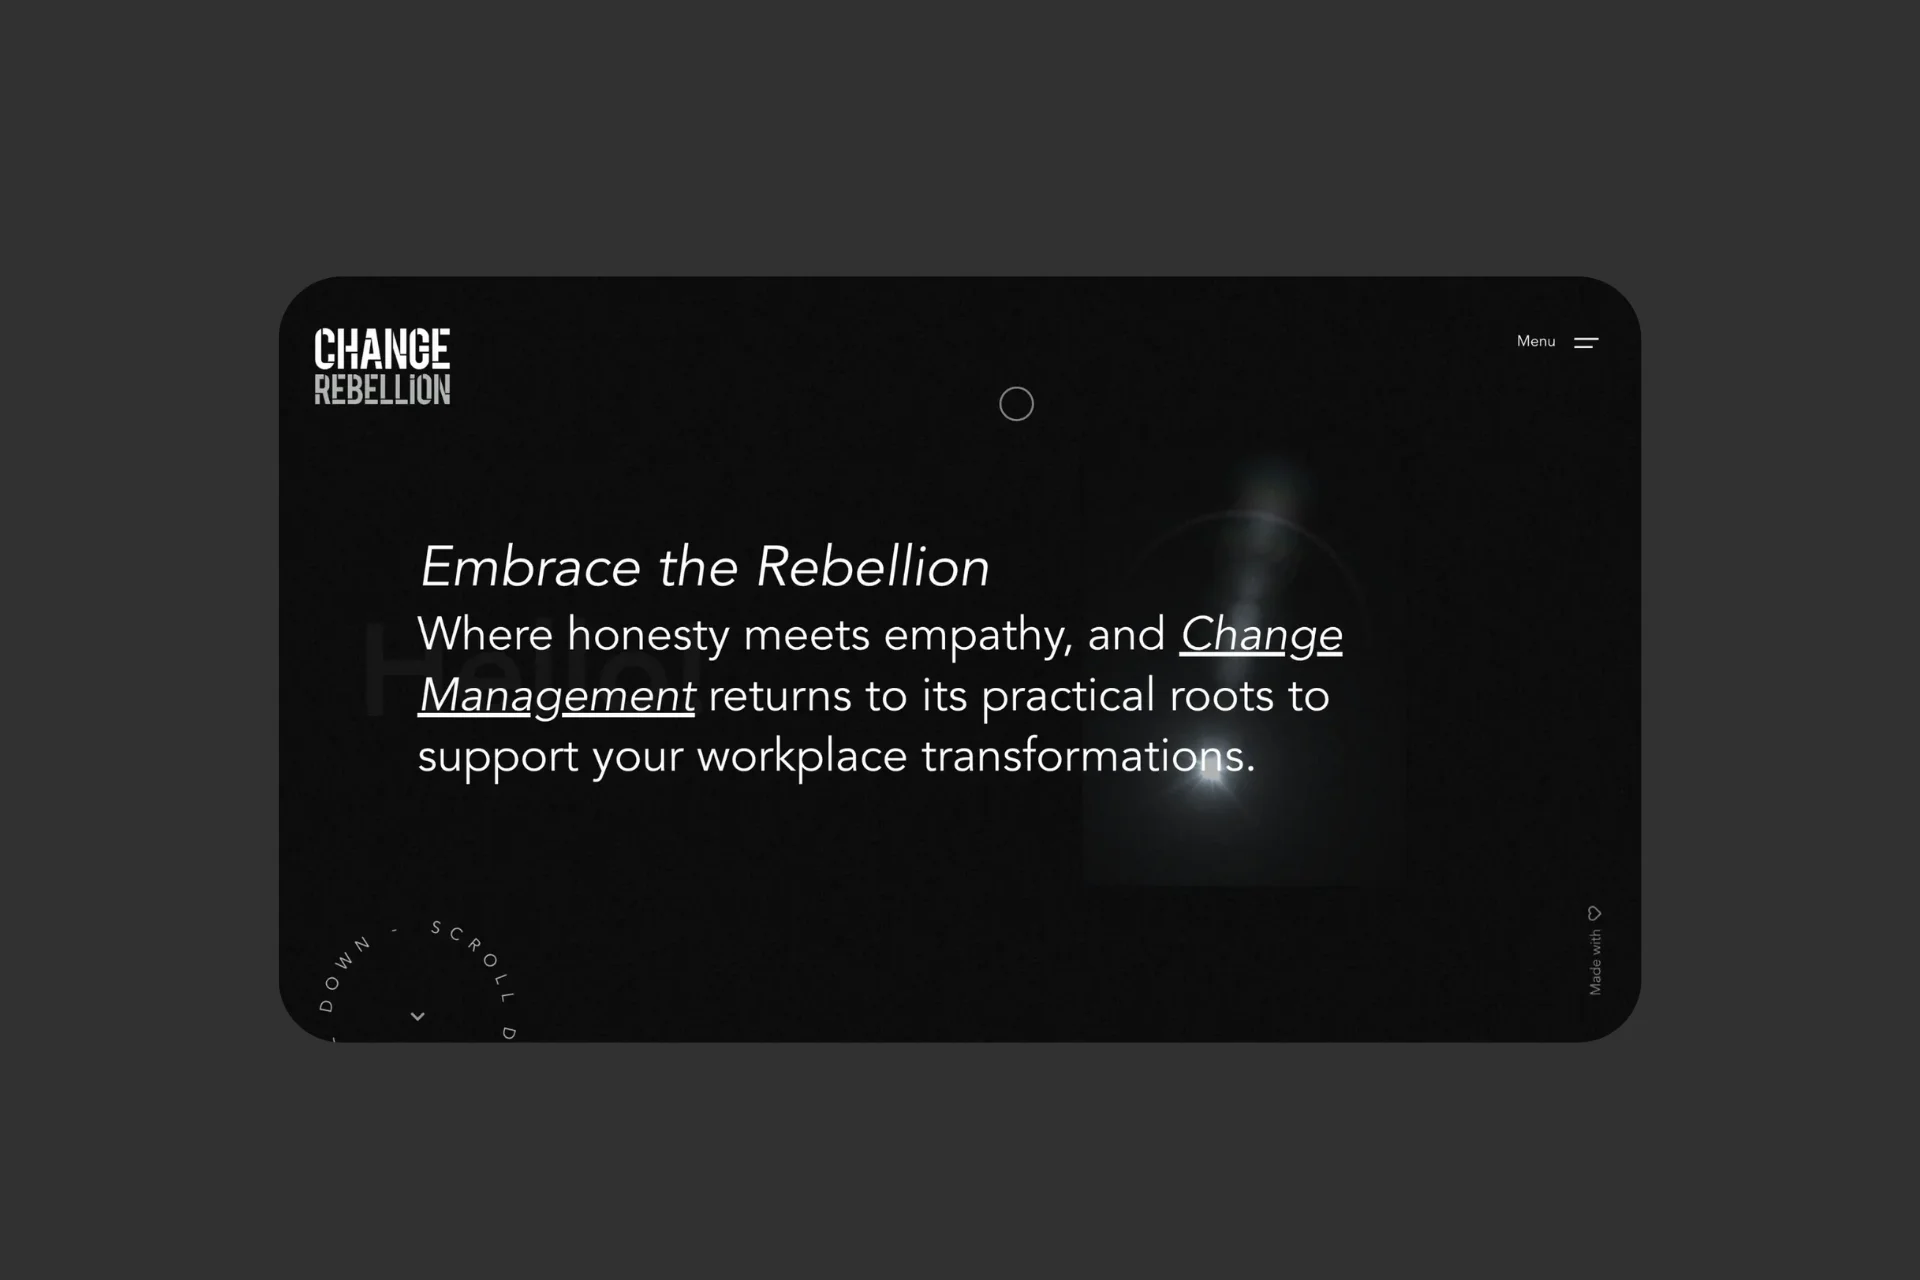 CHANGE
REBELLION
Menu
Embrace the Rebellion
Where honesty meets empathy, and Change
Management returns to its practical roots to
support your workplace transformations.
Hello!
- DOWN - SCROLL D
Made with